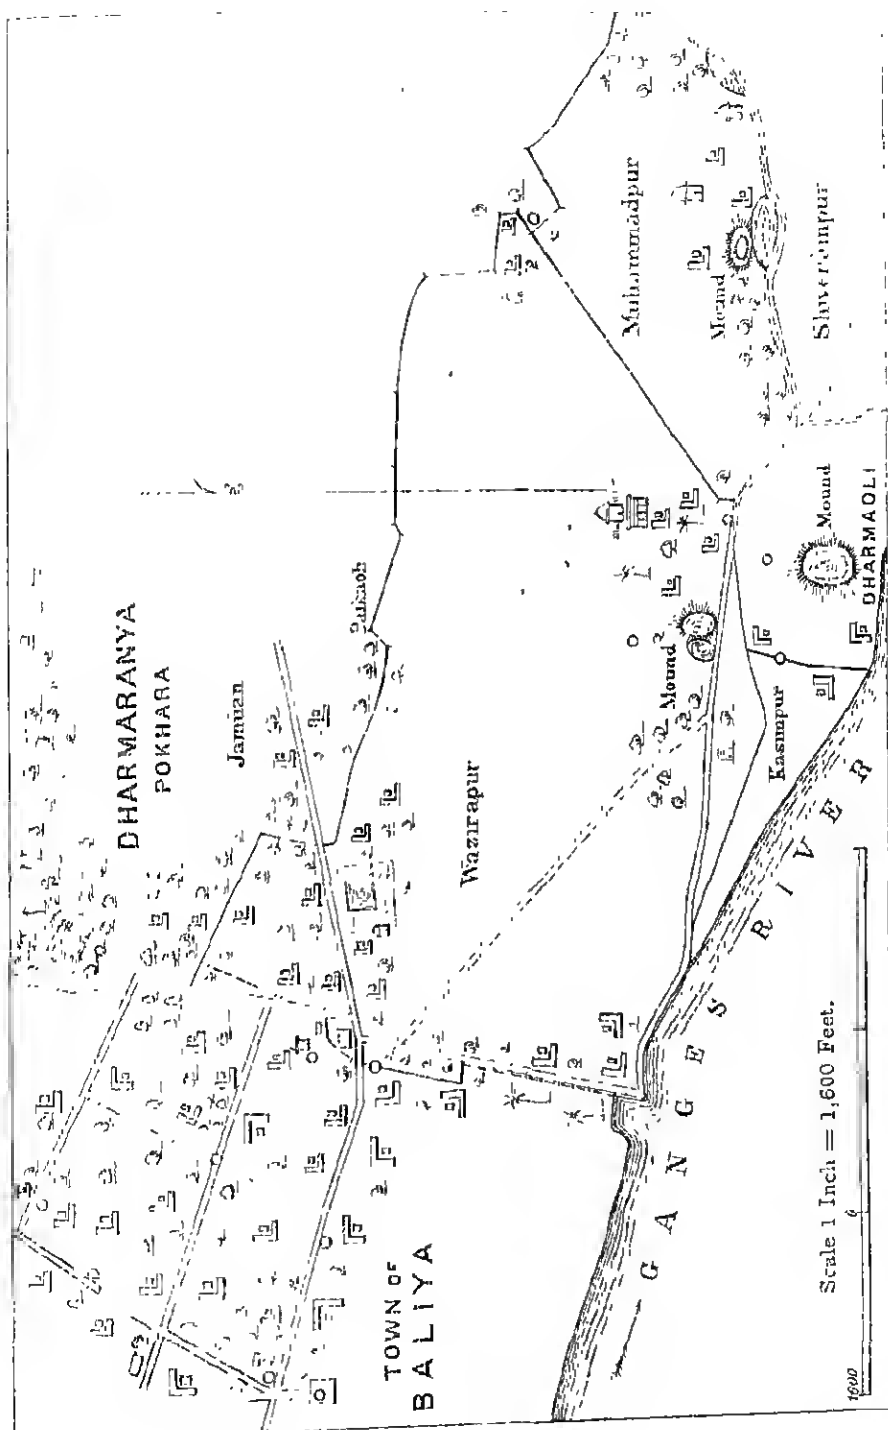 DHARMARANYA
POKHARA
Jamuan
Wazirapur
Muhammadpur
Mound
Mound
DHARMAOLI
Mound
Kasimpur
TOWN OF
BALIYA
GANGES RIVER
Scale 1 Inch = 1,600 Feet.
1600 0